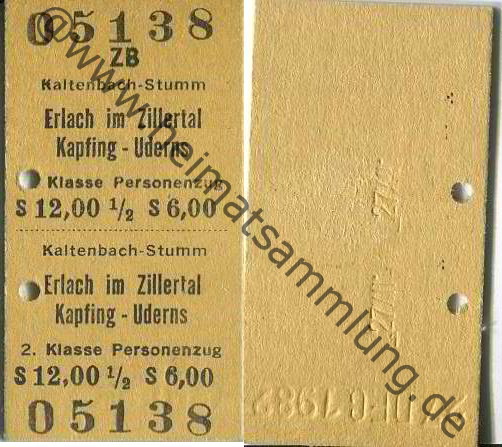 05138
ZB
Kaltenbach-Stumm
Erlach im Zillertal
Kapfing - Uderns
Klasse Personenzug
S 12,00 ½ S 6,00
Kaltenbach-Stumm
Erlach im Zillertal
Kapfing - Uderns
2. Klasse Personenzug
S 12,00 ½ S 6,00
05138
@www.heimatsammlung.de